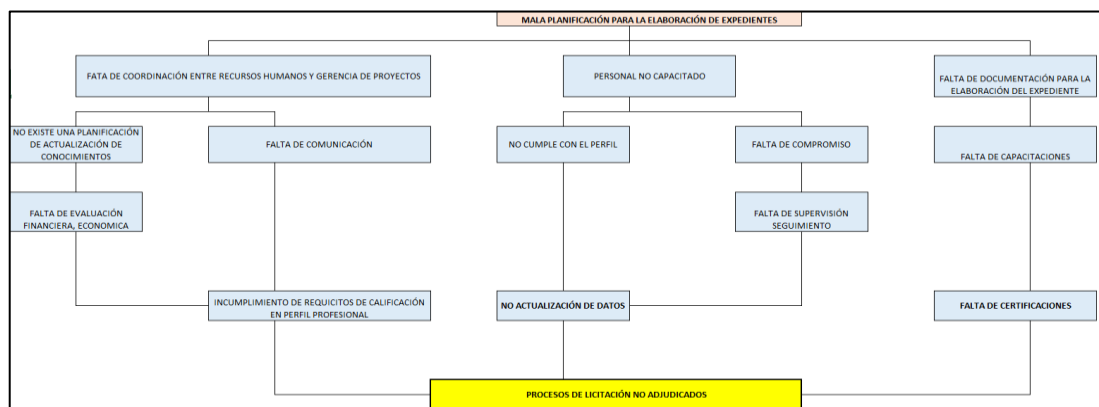 MALA PLANIFICACIÓN PARA LA ELABORACIÓN DE EXPEDIENTES
FATA DE COORDINACIÓN ENTRE RECURSOS HUMANOS Y GERENCIA DE PROYECTOS
PERSONAL NO CAPACITADO
FALTA DE DOCUMENTACIÓN PARA LA
ELABORACIÓN DEL EXPEDIENTE
NO EXISTE UNA PLANIFICACIÓN
DE ACTUALIZACIÓN DE
CONOCIMIENTOS
FALTA DE COMUNICACIÓN
NO CUMPLE CON EL PERFIL
FALTA DE COMPROMISO
FALTA DE CAPACITACIONES
FALTA DE EVALUACIÓN
FINANCIERA, ECONOMICA
FALTA DE SUPERVISIÓN
SEGUIMIENTO
INCUMPLIMIENTO DE REQUICITOS DE CALIFICACIÓN
EN PERFIL PROFESIONAL
NO ACTUALIZACIÓN DE DATOS
FALTA DE CERTIFICACIONES
PROCESOS DE LICITACIÓN NO ADJUDICADOS